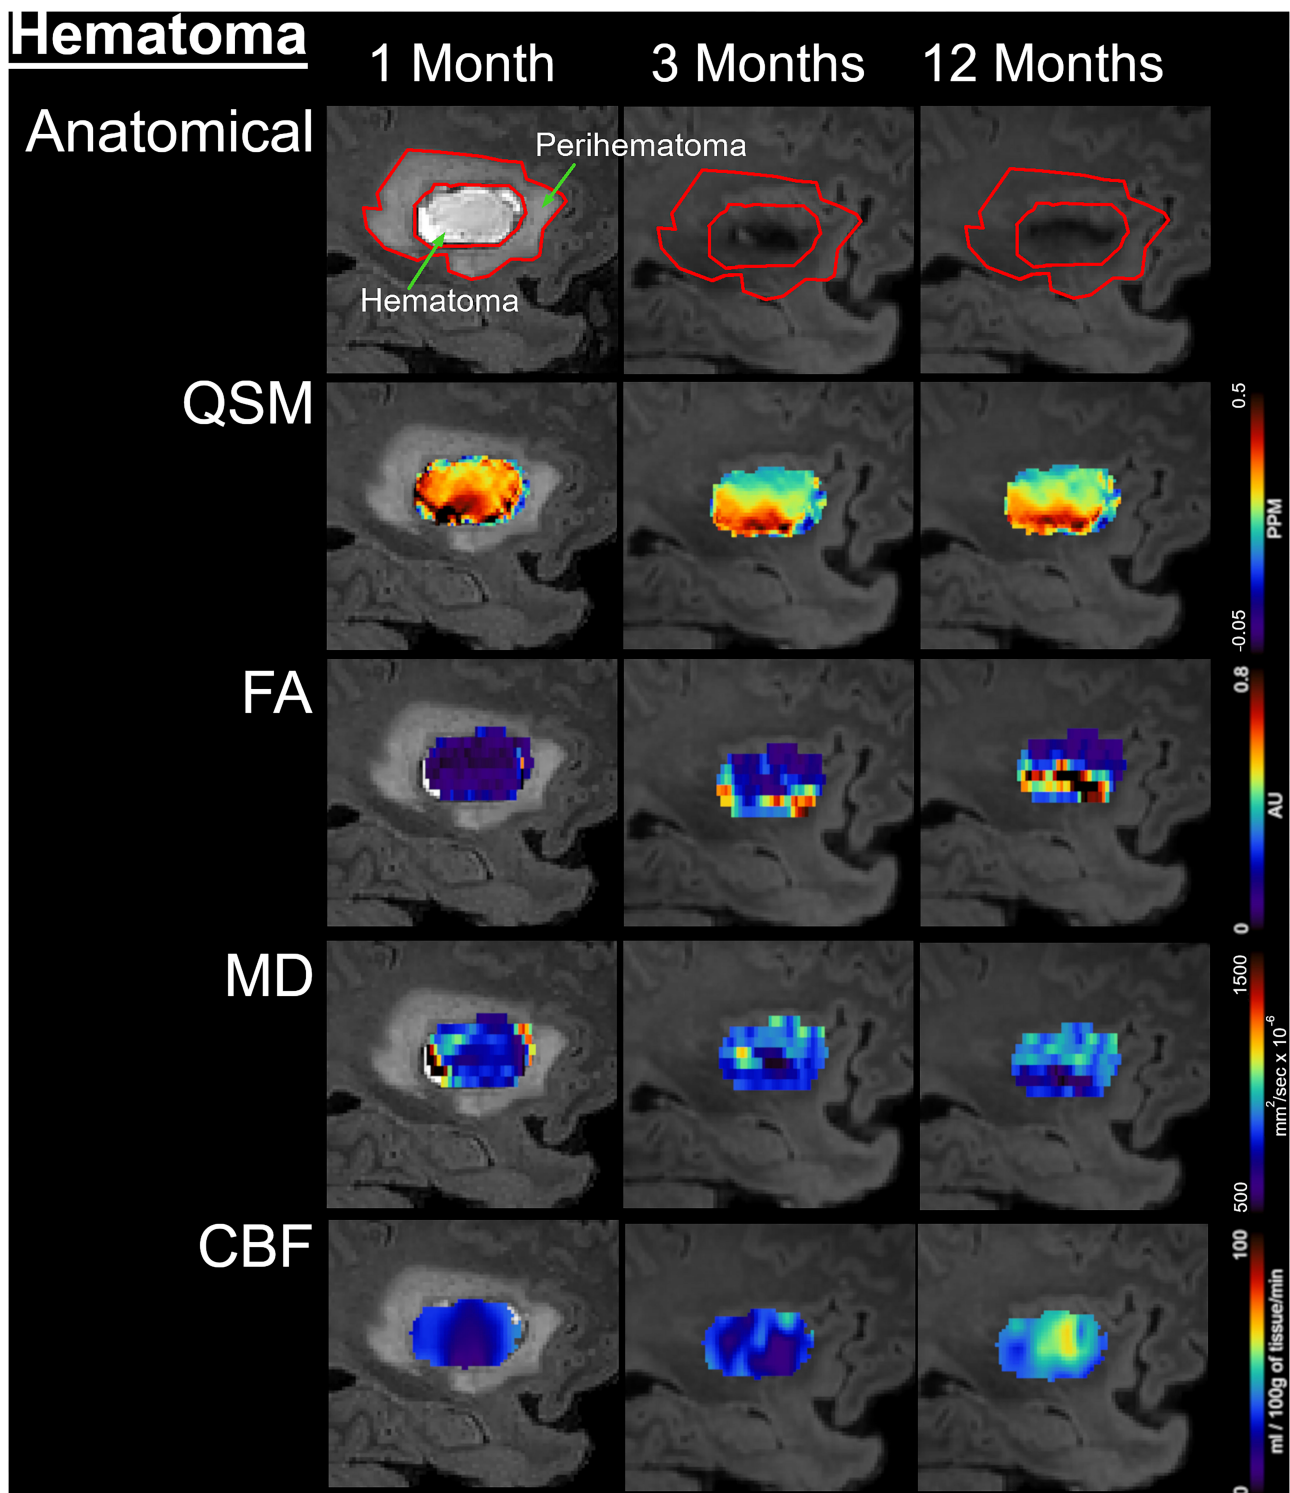 Hematoma
1 Month
3 Months
12 Months
Anatomical
Perihematoma
Hematoma
QSM
0.5
PPM
-0.05
FA
0.8
AU
0
MD
1500
mm²/sec x 10⁻⁶
500
CBF
100
ml / 100g of tissue/min
0